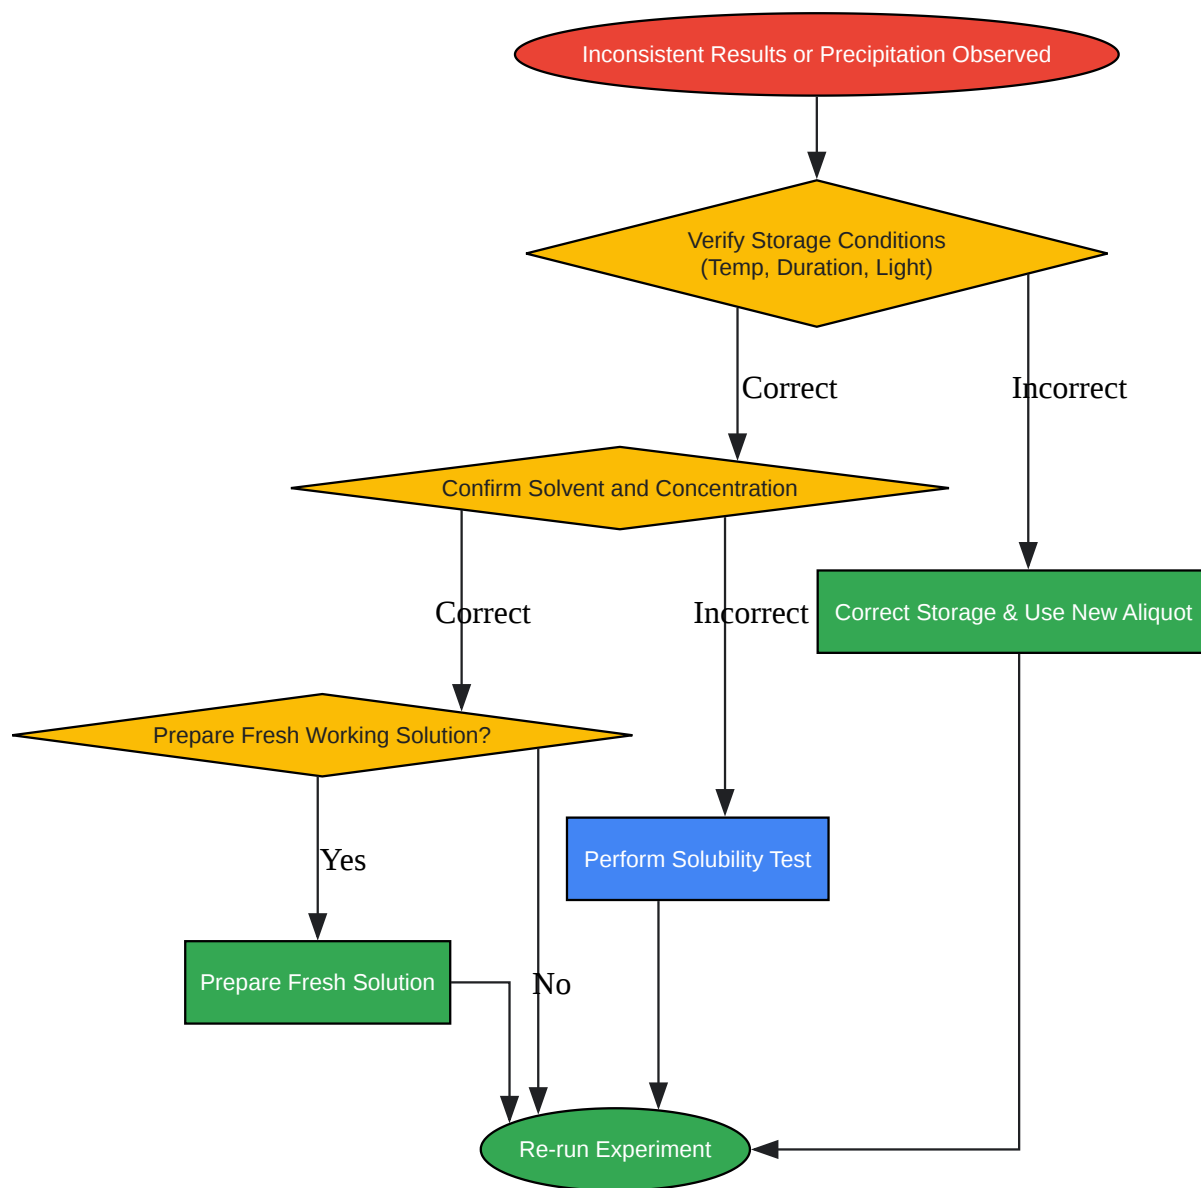 Inconsistent Results or Precipitation Observed
Verify Storage Conditions
(Temp, Duration, Light)
Correct
Incorrect
Confirm Solvent and Concentration
Correct
Incorrect
Correct Storage & Use New Aliquot
Prepare Fresh Working Solution?
Yes
Perform Solubility Test
Prepare Fresh Solution
No
Re-run Experiment